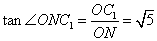 tan ∠ONC₁ = OC₁/ON = √5